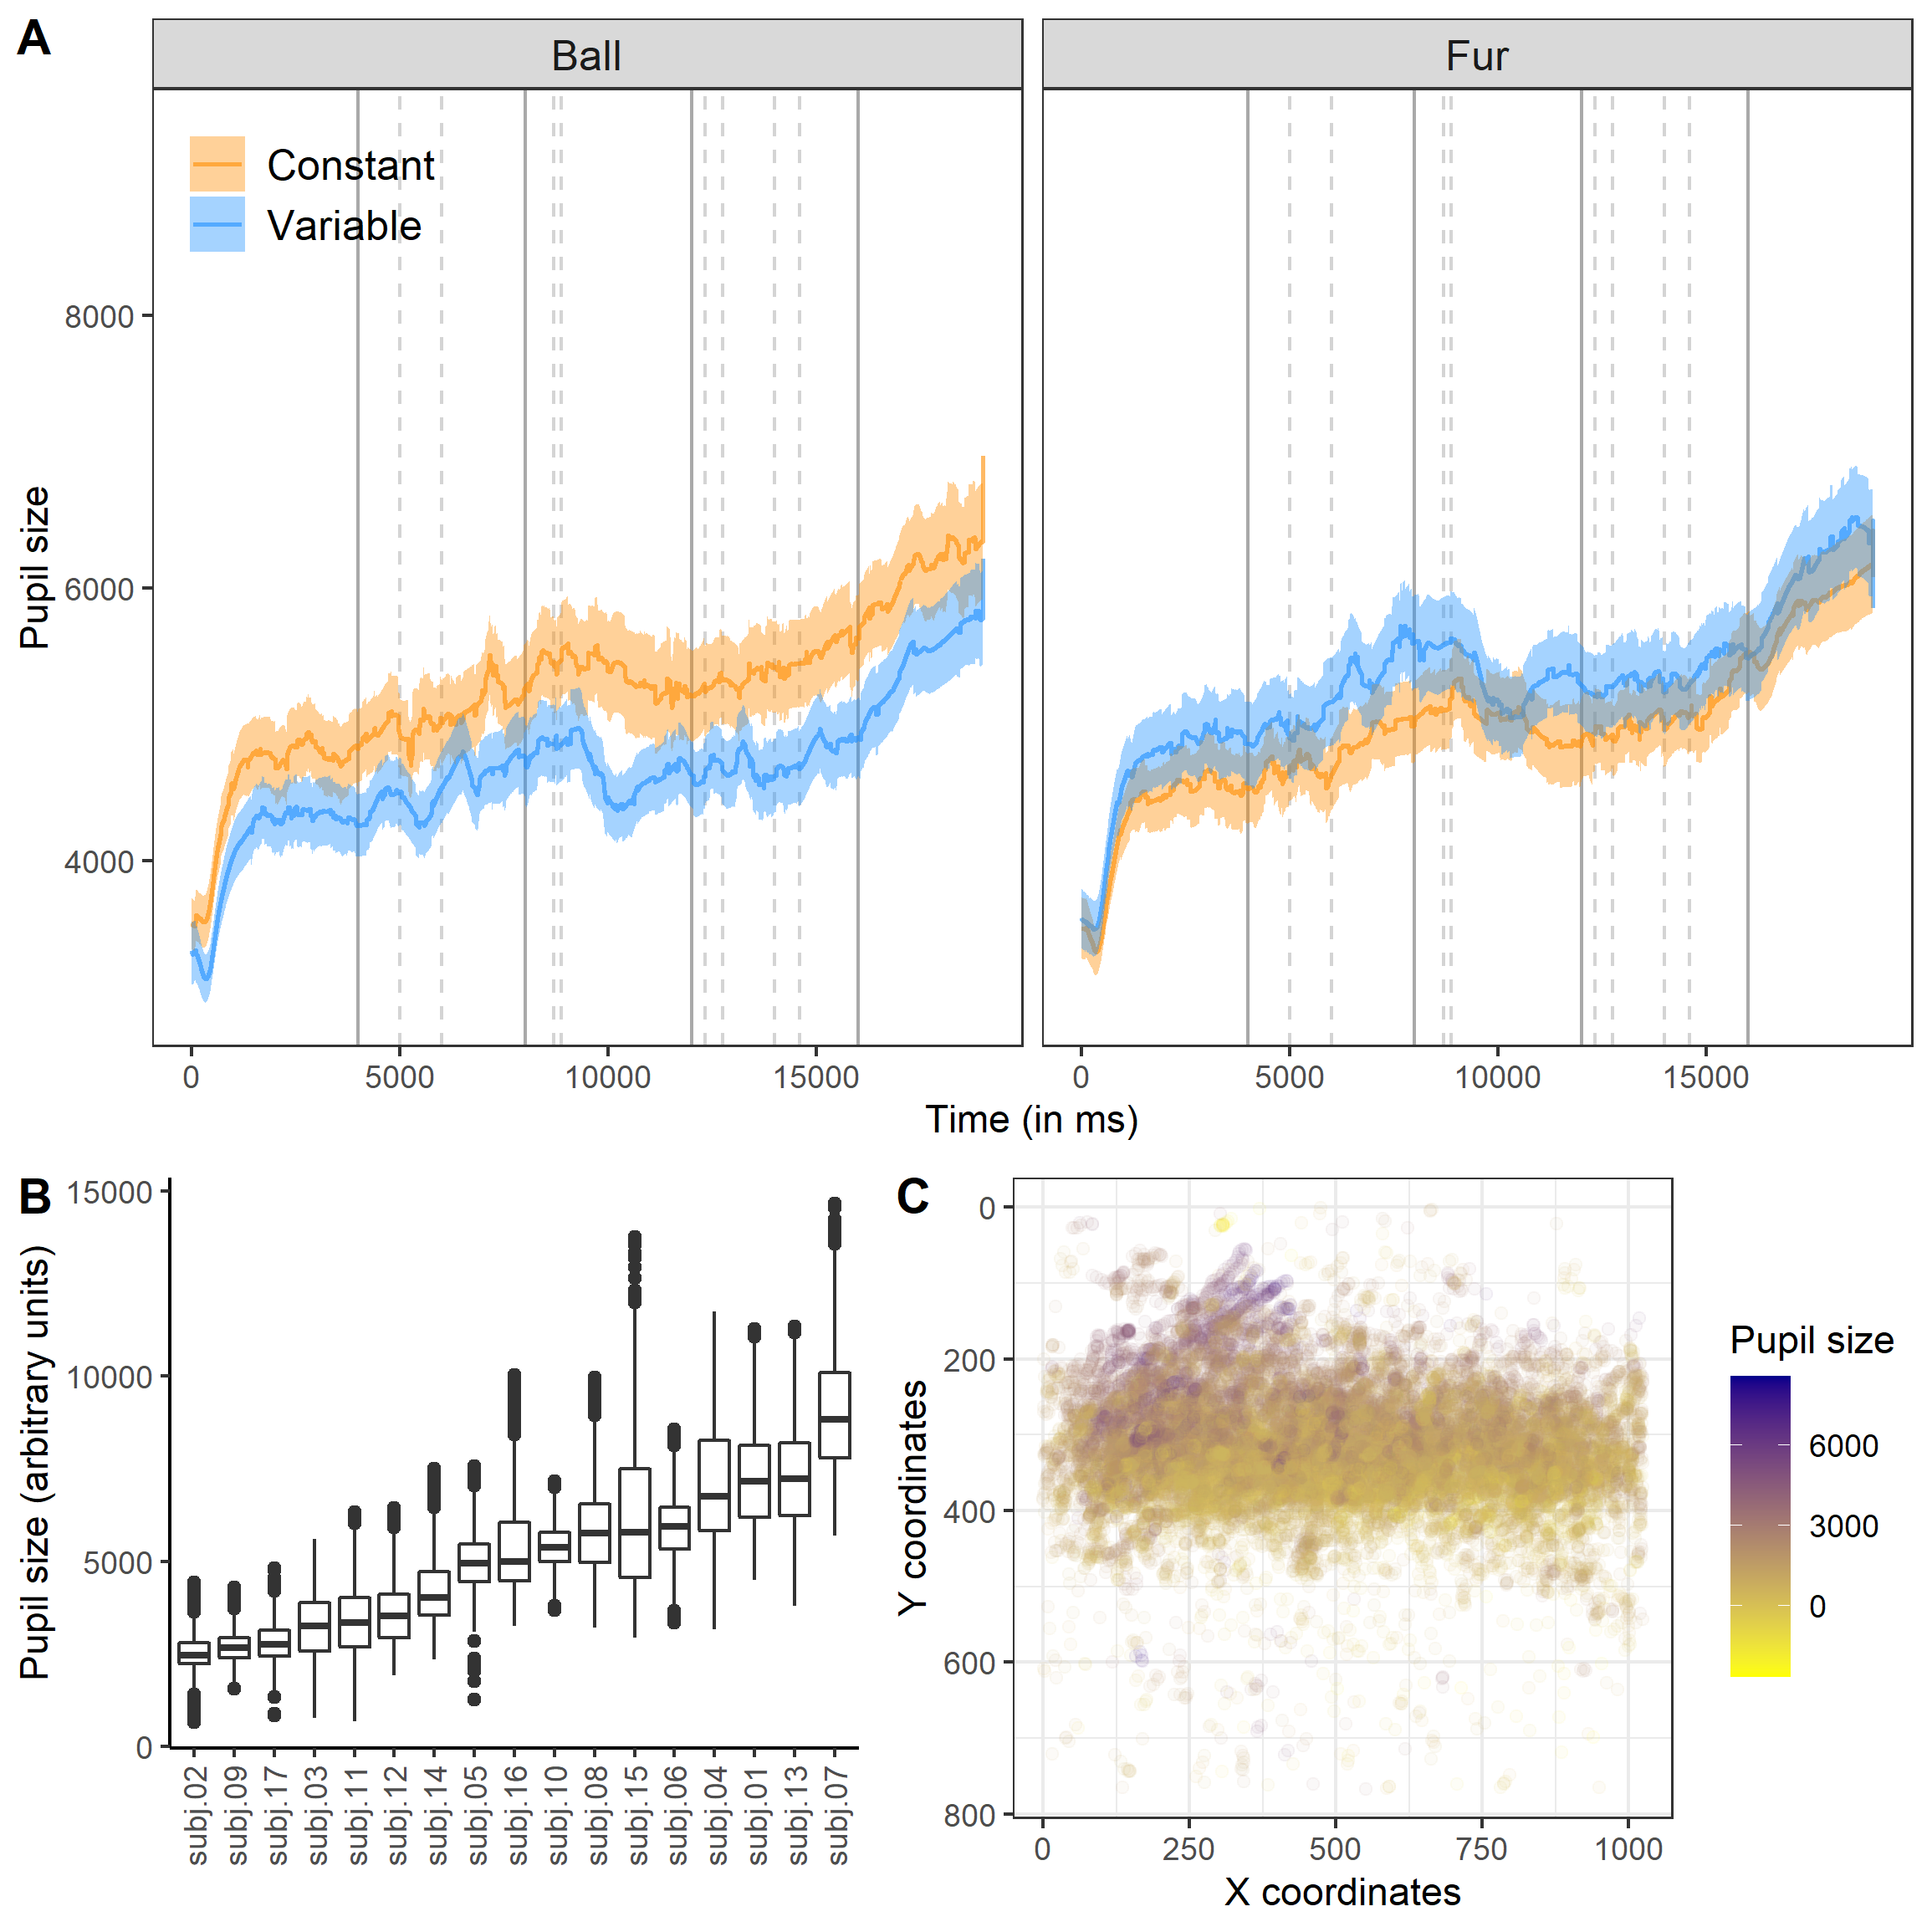 A
Ball
Fur
Constant
Variable
Pupil size
8000
6000
4000
0 5000 10000 15000
0 5000 10000 15000
Time (in ms)
B
Pupil size (arbitrary units)
15000
10000
5000
0
subj.02
subj.09
subj.17
subj.03
subj.11
subj.12
subj.14
subj.05
subj.16
subj.10
subj.08
subj.15
subj.06
subj.04
subj.01
subj.13
subj.07
C
Y coordinates
0
200
400
600
800
0 250 500 750 1000
X coordinates
Pupil size
6000
3000
0